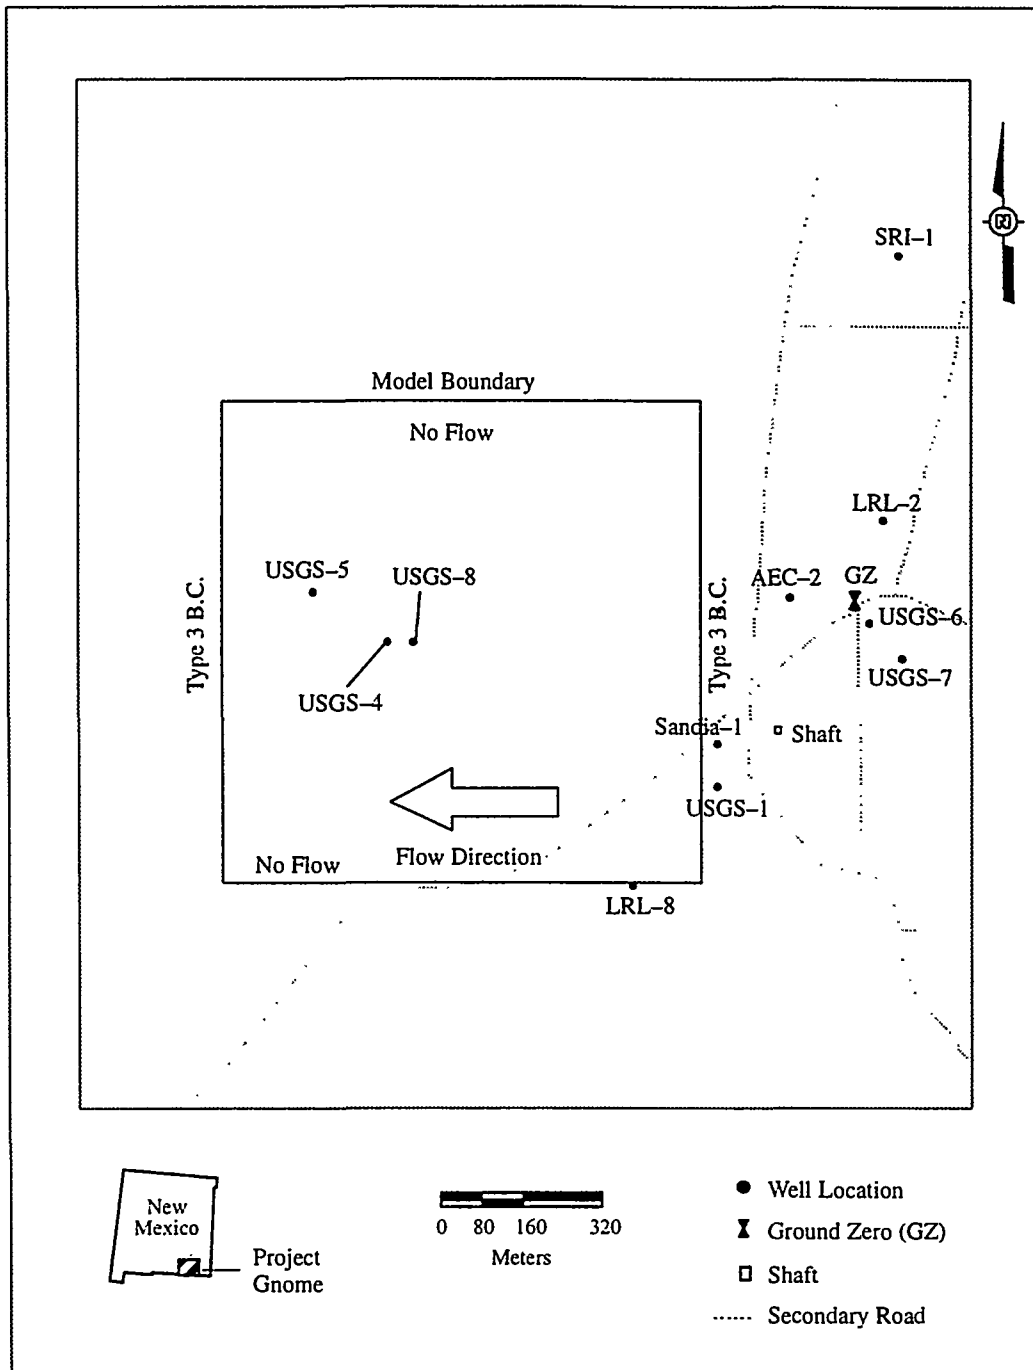 SRI–1
Model Boundary
No Flow
LRL–2
USGS–5
USGS–8
AEC–2
GZ
Type 3 B.C.
Type 3 B.C.
USGS–6
USGS–7
USGS–4
Sandia–1
Shaft
USGS–1
Flow Direction
No Flow
LRL–8
New
Mexico
Project
Gnome
0 80 160 320
Meters
Well Location
Ground Zero (GZ)
Shaft
Secondary Road